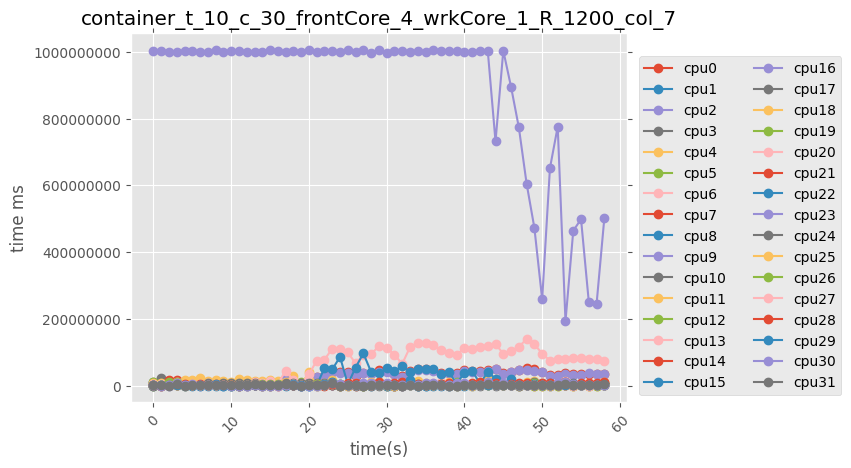 container_t_10_c_30_frontCore_4_wrkCore_1_R_1200_col_7
1000000000
800000000
600000000
400000000
200000000
0
time ms
0 10 20 30 40 50 60
time(s)
cpu0 cpu16
cpu1 cpu17
cpu2 cpu18
cpu3 cpu19
cpu4 cpu20
cpu5 cpu21
cpu6 cpu22
cpu7 cpu23
cpu8 cpu24
cpu9 cpu25
cpu10 cpu26
cpu11 cpu27
cpu12 cpu28
cpu13 cpu29
cpu14 cpu30
cpu15 cpu31